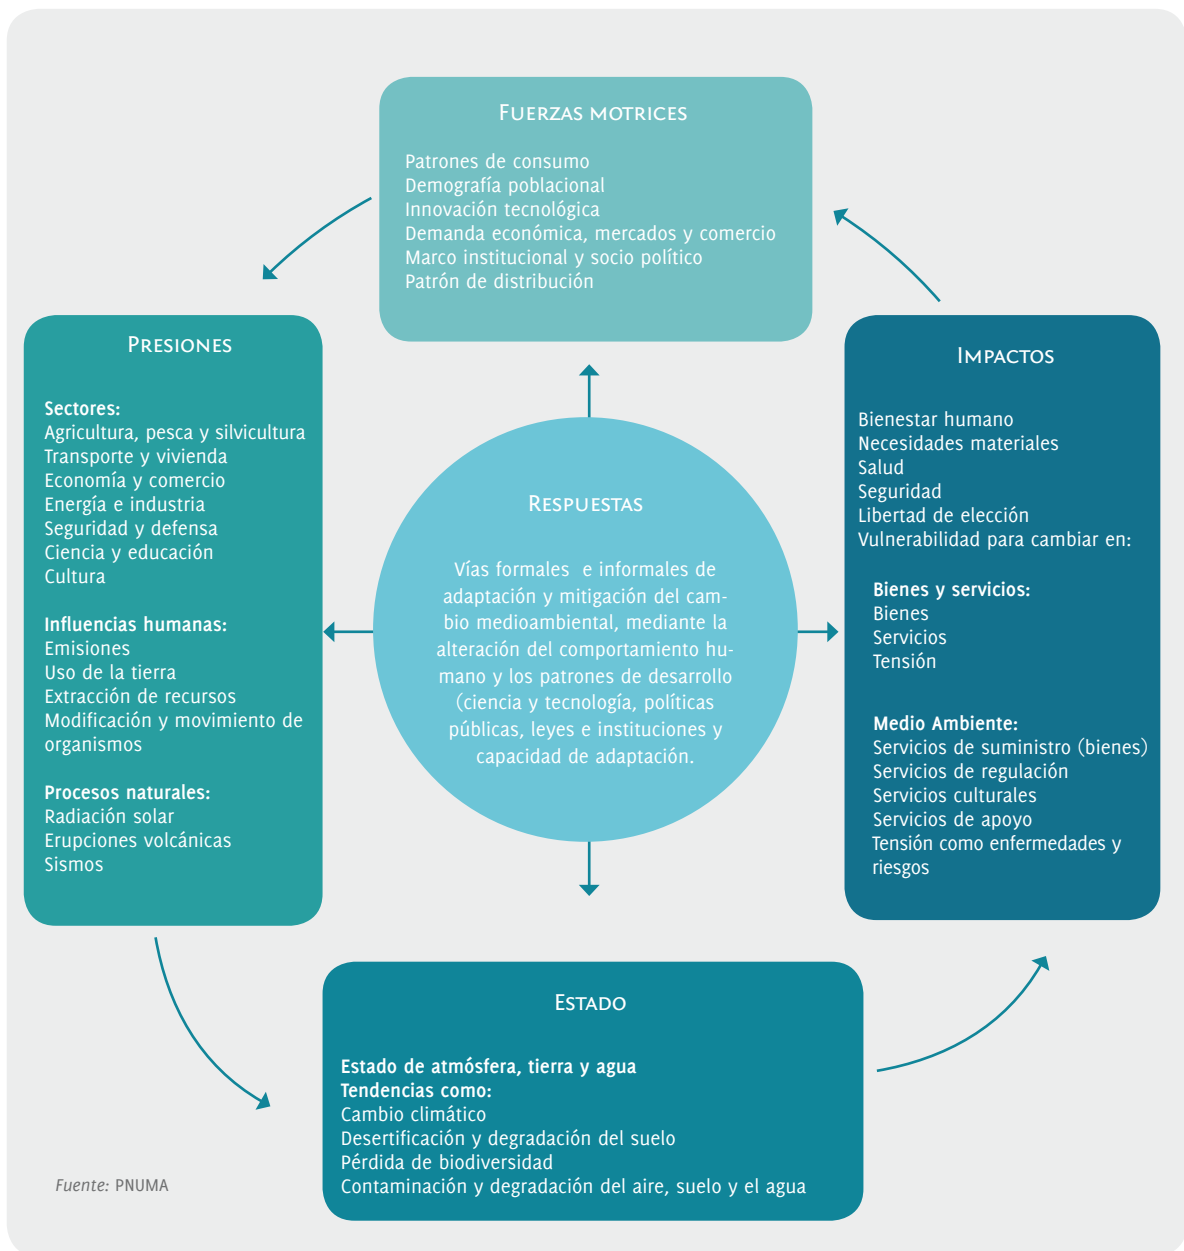 Fuerzas motrices
Patrones de consumo
Demografía poblacional
Innovación tecnológica
Demanda económica, mercados y comercio
Marco institucional y socio político
Patrón de distribución
Presiones
Sectores:
Agricultura, pesca y silvicultura
Transporte y vivienda
Economía y comercio
Energía e industria
Seguridad y defensa
Ciencia y educación
Cultura
Influencias humanas:
Emisiones
Uso de la tierra
Extracción de recursos
Modificación y movimiento de
organismos
Procesos naturales:
Radiación solar
Erupciones volcánicas
Sismos
Respuestas
Vías formales e informales de
adaptación y mitigación del cam-
bio medioambiental, mediante la
alteración del comportamiento hu-
mano y los patrones de desarrollo
(ciencia y tecnología, políticas
públicas, leyes e instituciones y
capacidad de adaptación.
Impactos
Bienestar humano
Necesidades materiales
Salud
Seguridad
Libertad de elección
Vulnerabilidad para cambiar en:
Bienes y servicios:
Bienes
Servicios
Tensión
Medio Ambiente:
Servicios de suministro (bienes)
Servicios de regulación
Servicios culturales
Servicios de apoyo
Tensión como enfermedades y
riesgos
Estado
Estado de atmósfera, tierra y agua
Tendencias como:
Cambio climático
Desertificación y degradación del suelo
Pérdida de biodiversidad
Contaminación y degradación del aire, suelo y el agua
Fuente: PNUMA